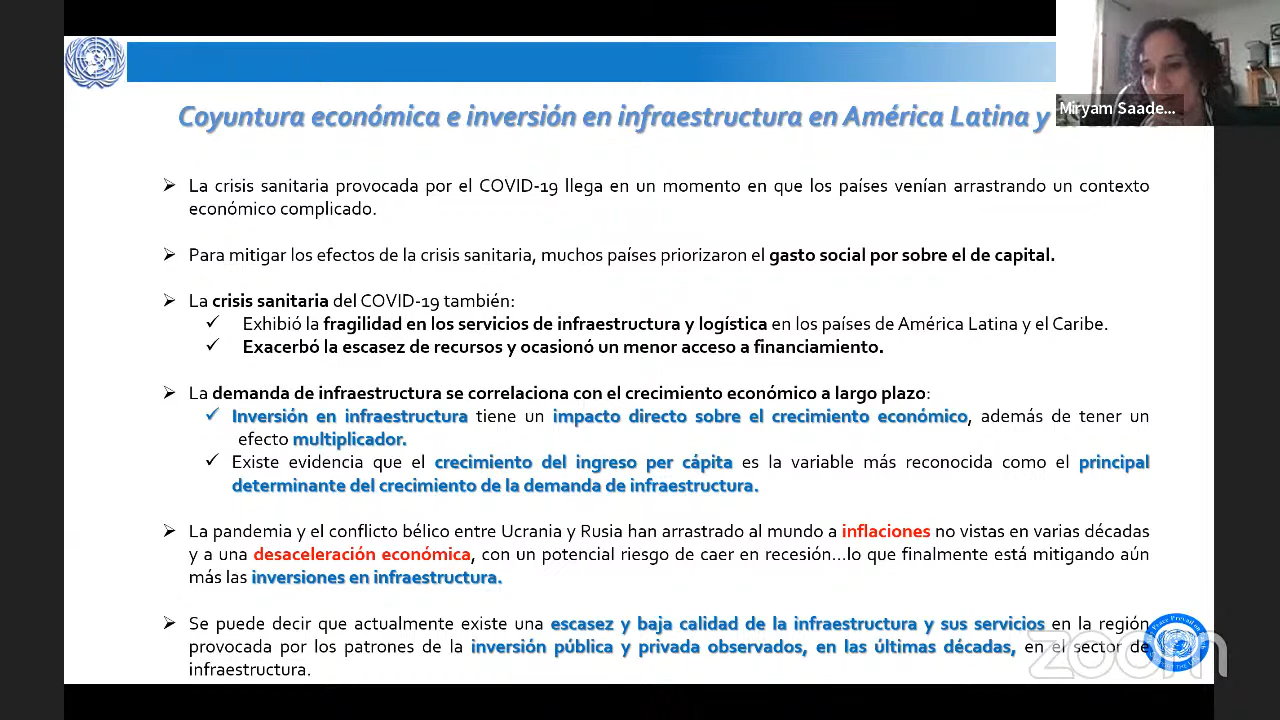 Coyuntura económica e inversión en infraestructura en América Latina y
Miryam Saade...
➢ La crisis sanitaria provocada por el COVID-19 llega en un momento en que los países venían arrastrando un contexto
económico complicado.
➢ Para mitigar los efectos de la crisis sanitaria, muchos países priorizaron el gasto social por sobre el de capital.
➢ La crisis sanitaria del COVID-19 también:
✓ Exhibió la fragilidad en los servicios de infraestructura y logística en los países de América Latina y el Caribe.
✓ Exacerbó la escasez de recursos y ocasionó un menor acceso a financiamiento.
➢ La demanda de infraestructura se correlaciona con el crecimiento económico a largo plazo:
✓ Inversión en infraestructura tiene un impacto directo sobre el crecimiento económico, además de tener un
efecto multiplicador.
✓ Existe evidencia que el crecimiento del ingreso per cápita es la variable más reconocida como el principal
determinante del crecimiento de la demanda de infraestructura.
➢ La pandemia y el conflicto bélico entre Ucrania y Rusia han arrastrado al mundo a inflaciones no vistas en varias décadas
y a una desaceleración económica, con un potencial riesgo de caer en recesión...lo que finalmente está mitigando aún
más las inversiones en infraestructura.
➢ Se puede decir que actualmente existe una escasez y baja calidad de la infraestructura y sus servicios en la región
provocada por los patrones de la inversión pública y privada observados, en las últimas décadas, en el sector de
infraestructura.
zoom